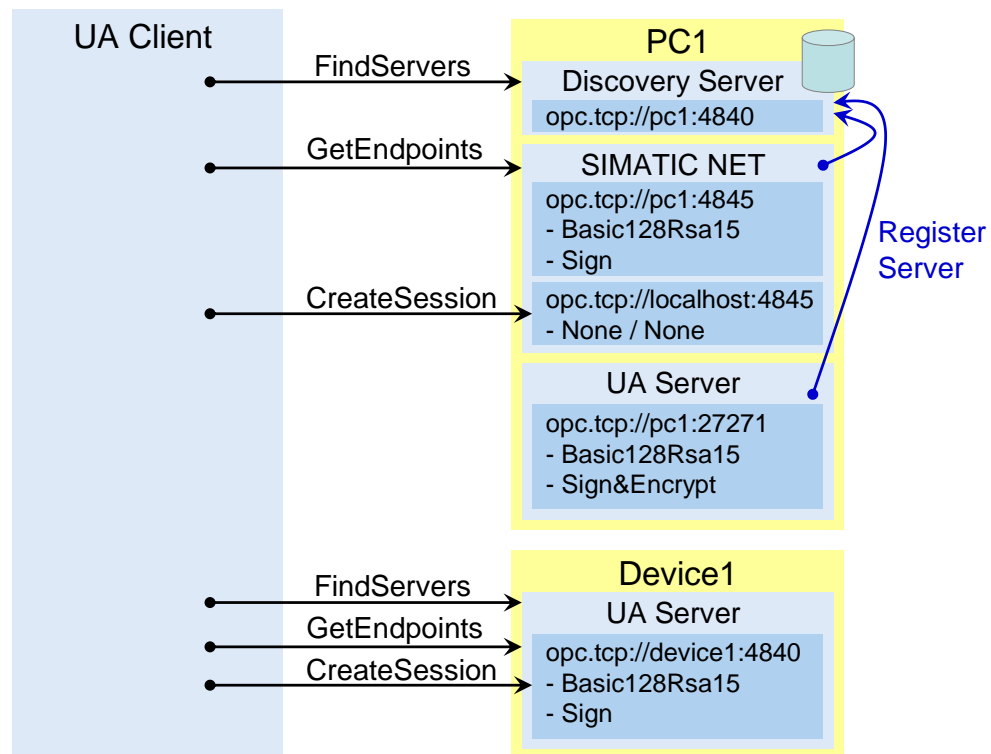 UA Client
FindServers
GetEndpoints
CreateSession
PC1
Discovery Server
opc.tcp://pc1:4840
SIMATIC NET
opc.tcp://pc1:4845
- Basic128Rsa15
- Sign
opc.tcp://localhost:4845
- None / None
UA Server
opc.tcp://pc1:27271
- Basic128Rsa15
- Sign&Encrypt
Register
Server
FindServers
GetEndpoints
CreateSession
Device1
UA Server
opc.tcp://device1:4840
- Basic128Rsa15
- Sign